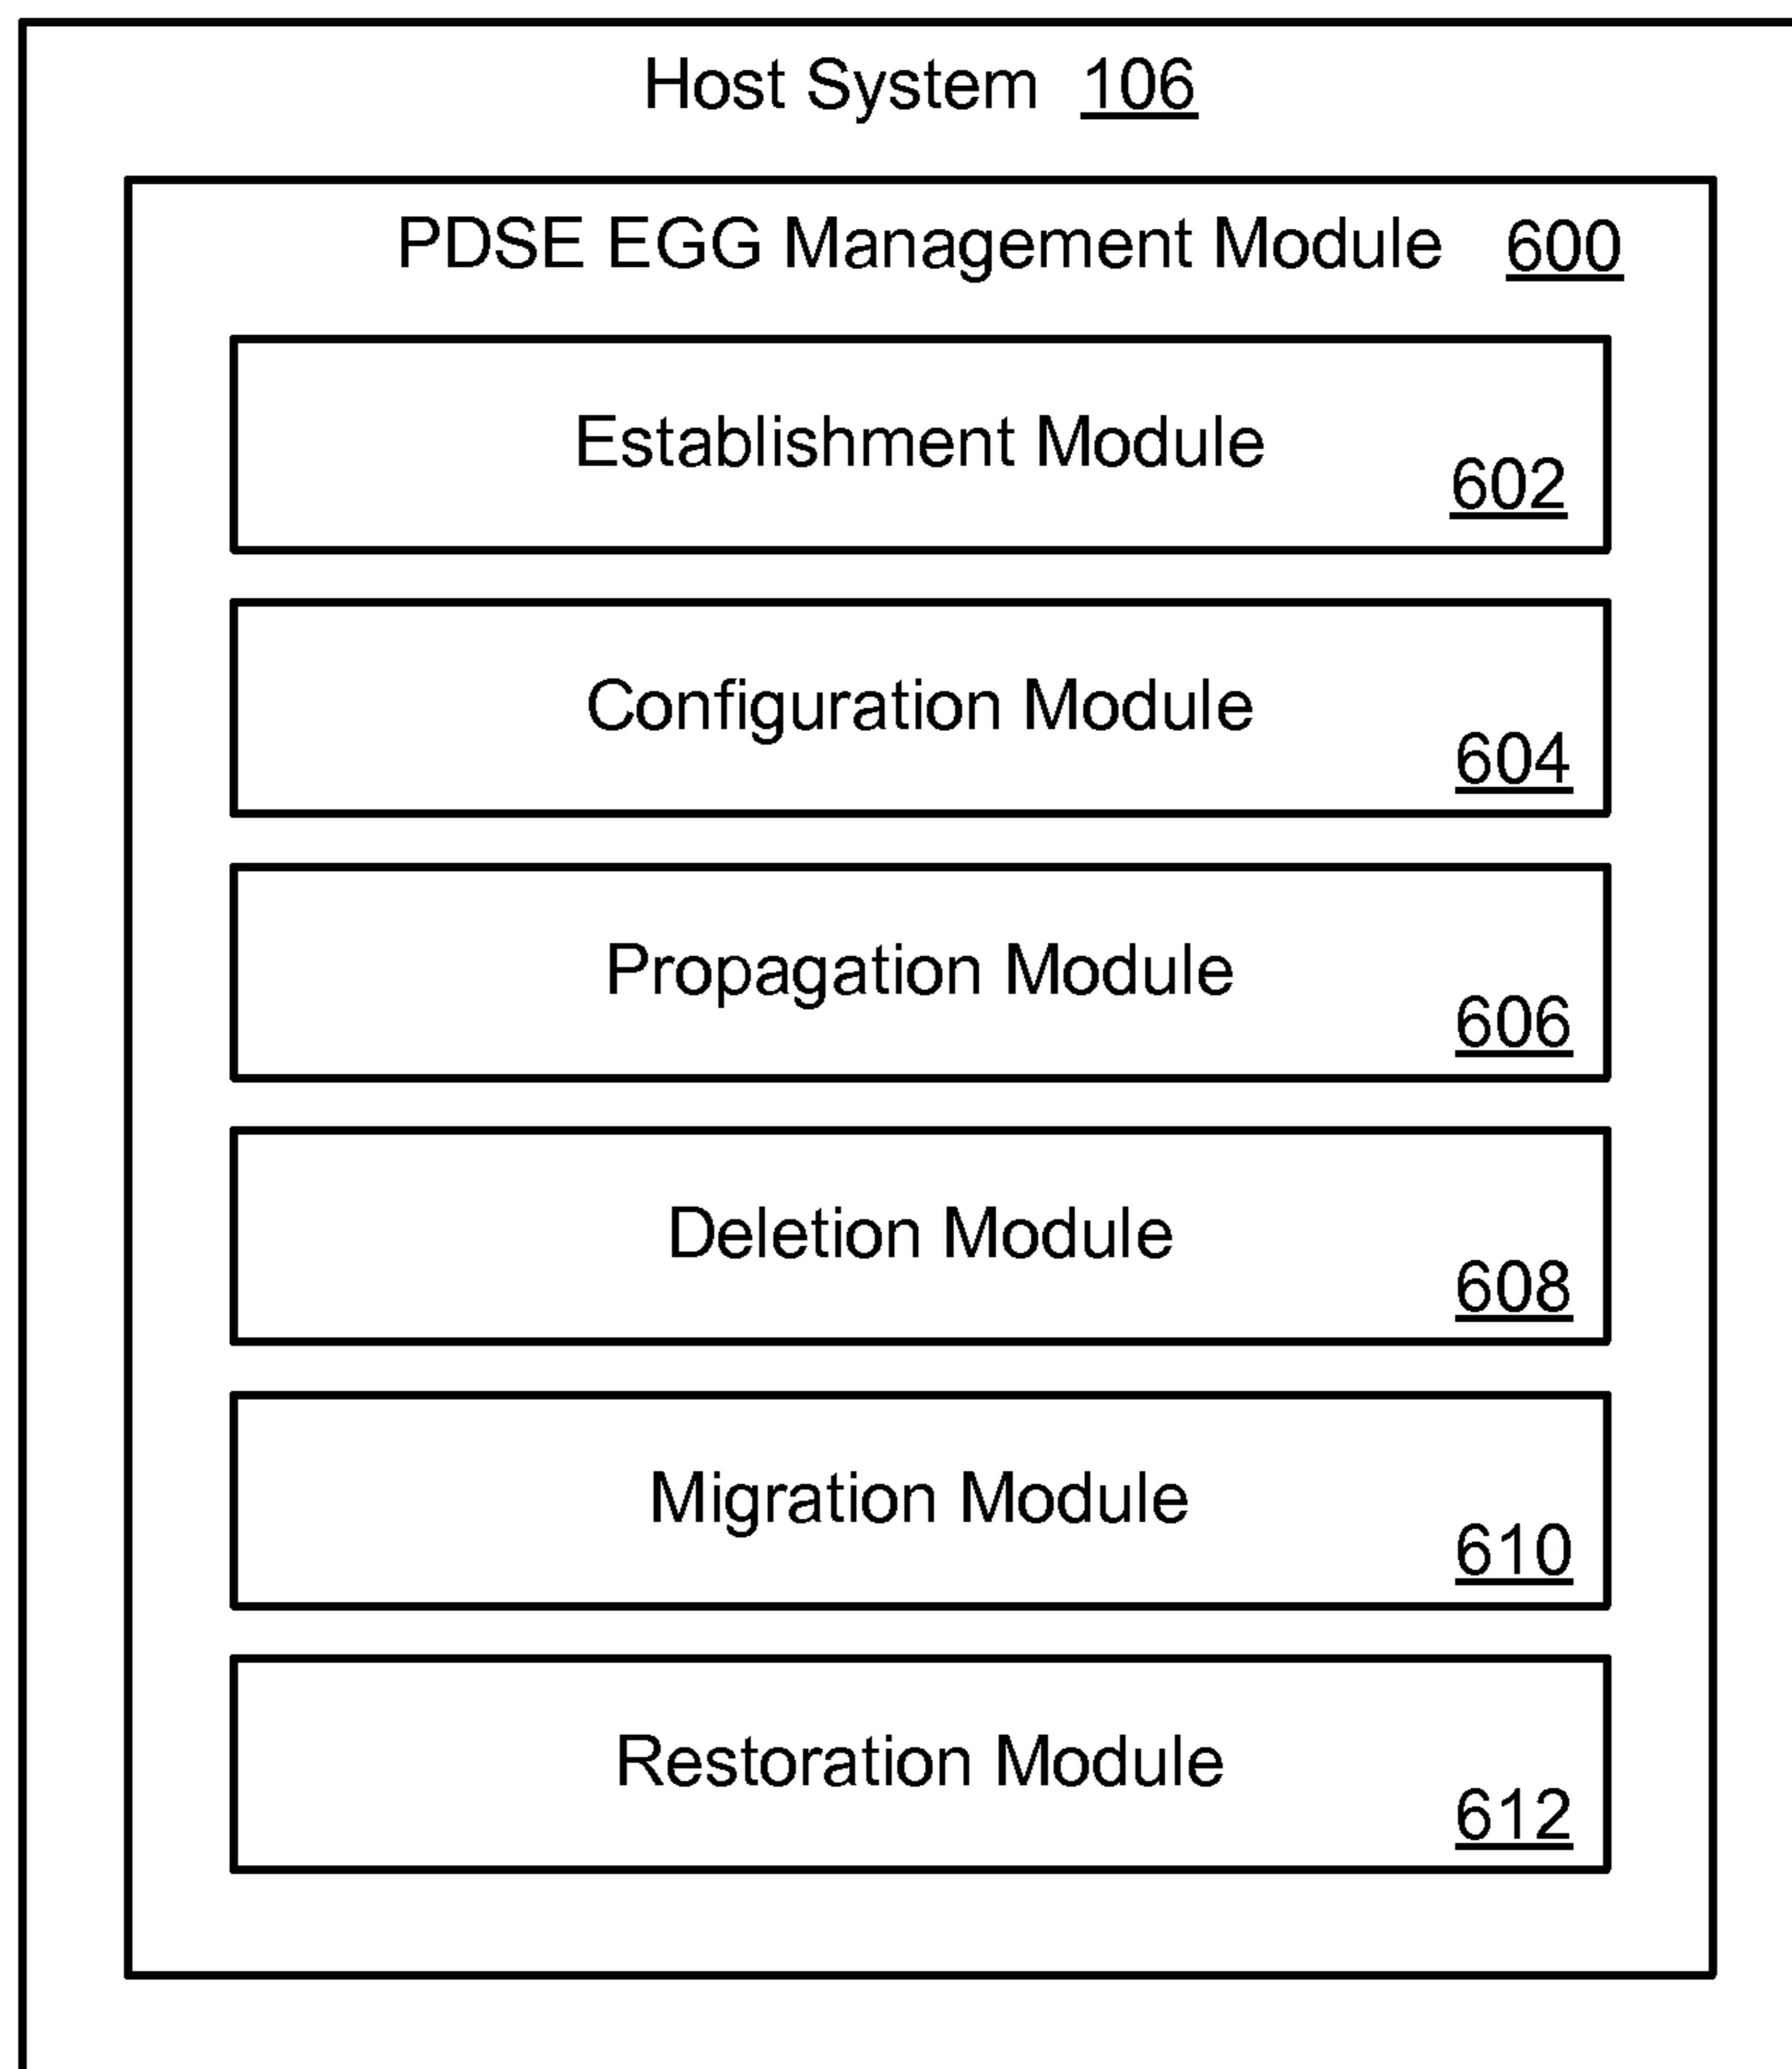 Host System 106
PDSE EGG Management Module 600
Establishment Module
602
Configuration Module
604
Propagation Module
606
Deletion Module
608
Migration Module
610
Restoration Module
612